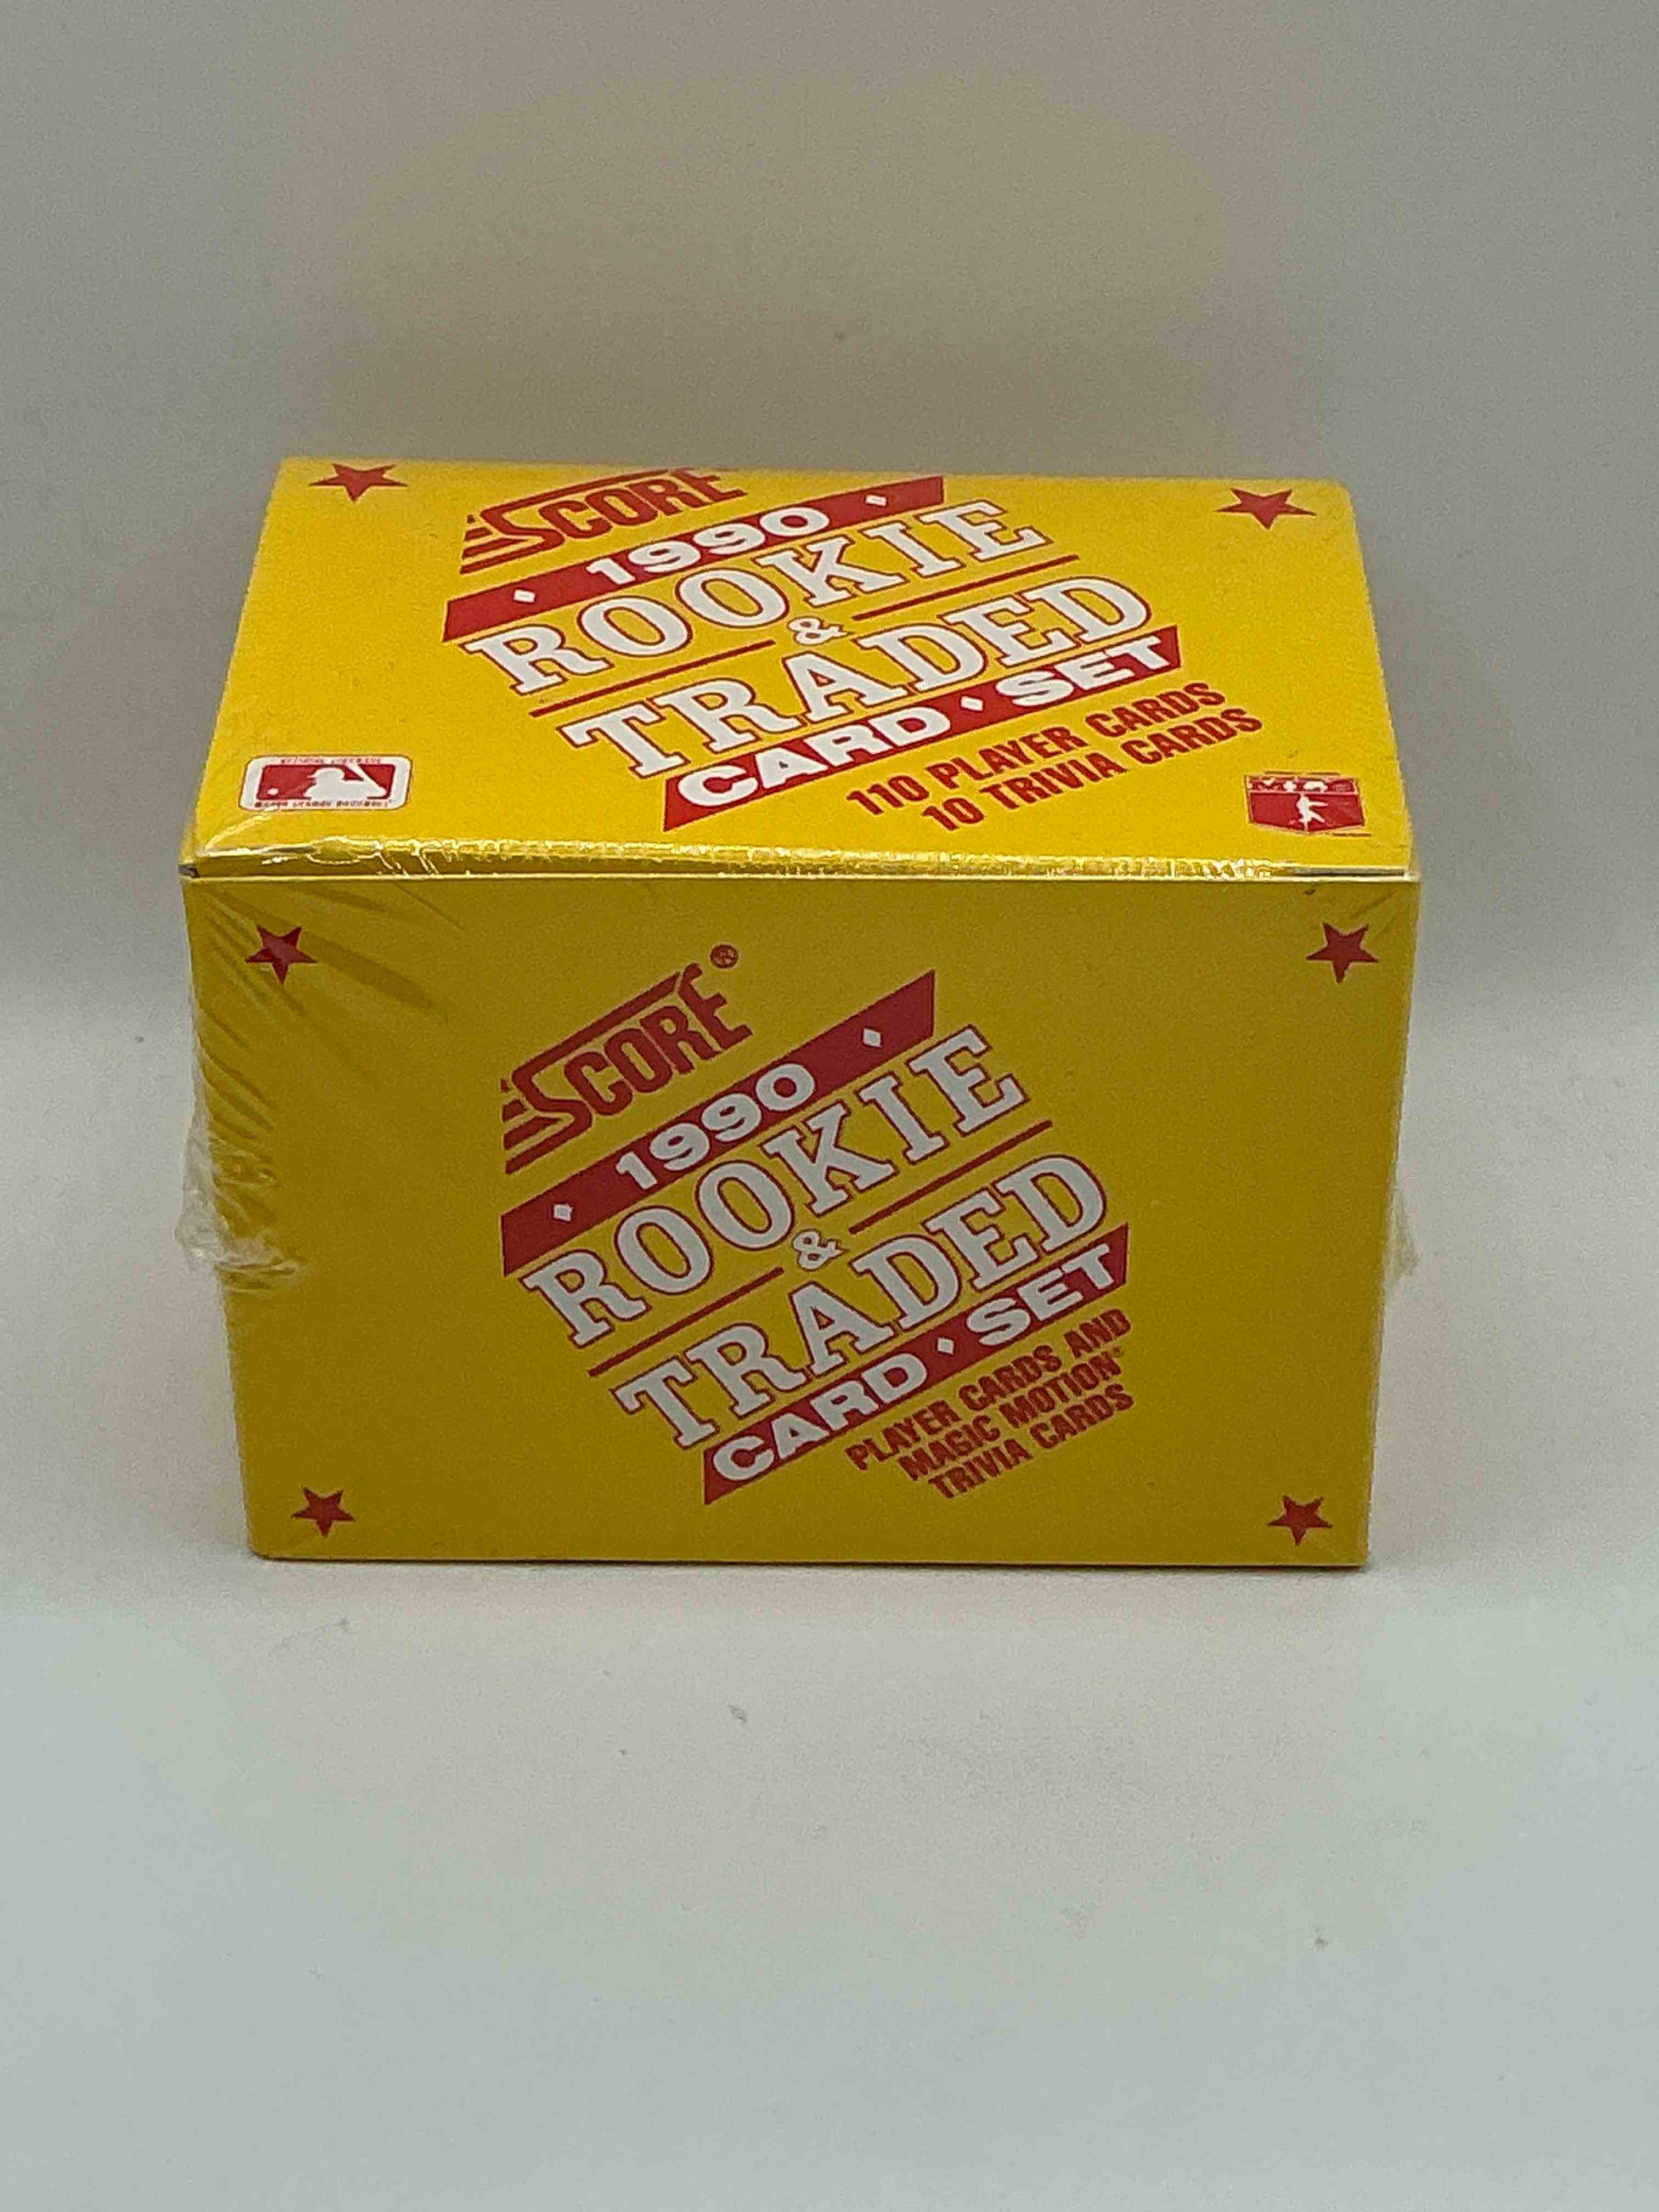 SCORE
1990
ROOKIE
&
TRADED
CARD • SET
110 PLAYER CARDS
10 TRIVIA CARDS
SCORE®
1990
ROOKIE
&
TRADED
CARD • SET
PLAYER CARDS AND
MAGIC MOTION®
TRIVIA CARDS